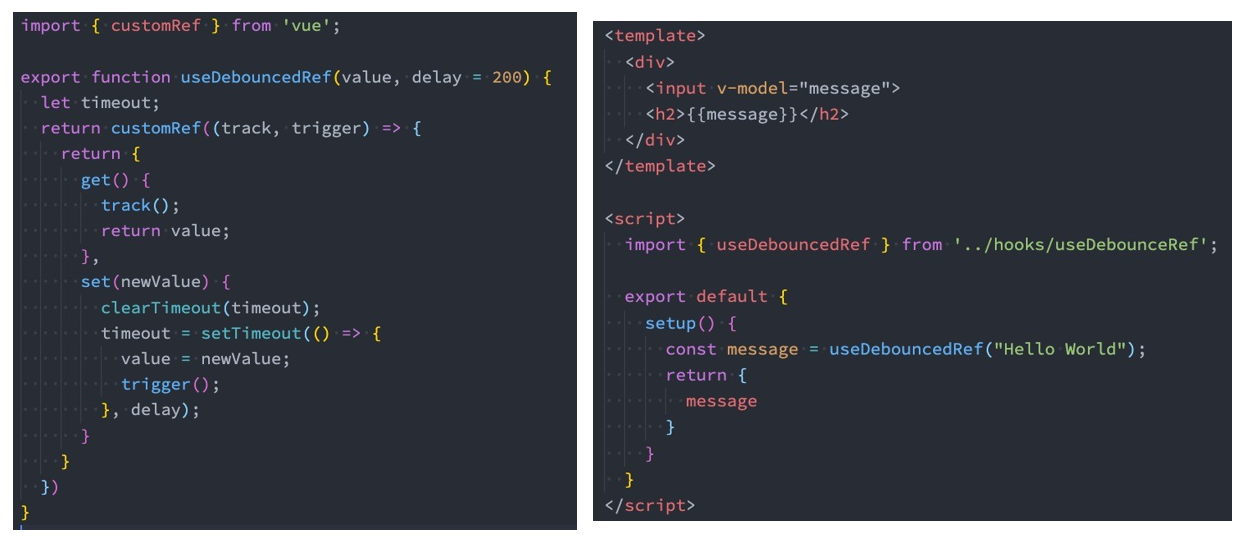 import { customRef } from 'vue';

export function useDebouncedRef(value, delay = 200) {
  let timeout;
  return customRef((track, trigger) => {
    return {
      get() {
        track();
        return value;
      },
      set(newValue) {
        clearTimeout(timeout);
        timeout = setTimeout(() => {
          value = newValue;
          trigger();
        }, delay);
      }
    }
  })
}
<template>
  <div>
    <input v-model="message">
    <h2>{{message}}</h2>
  </div>
</template>

<script>
  import { useDebouncedRef } from '../hooks/useDebounceRef';

  export default {
    setup() {
      const message = useDebouncedRef("Hello World");
      return {
        message
      }
    }
  }
</script>